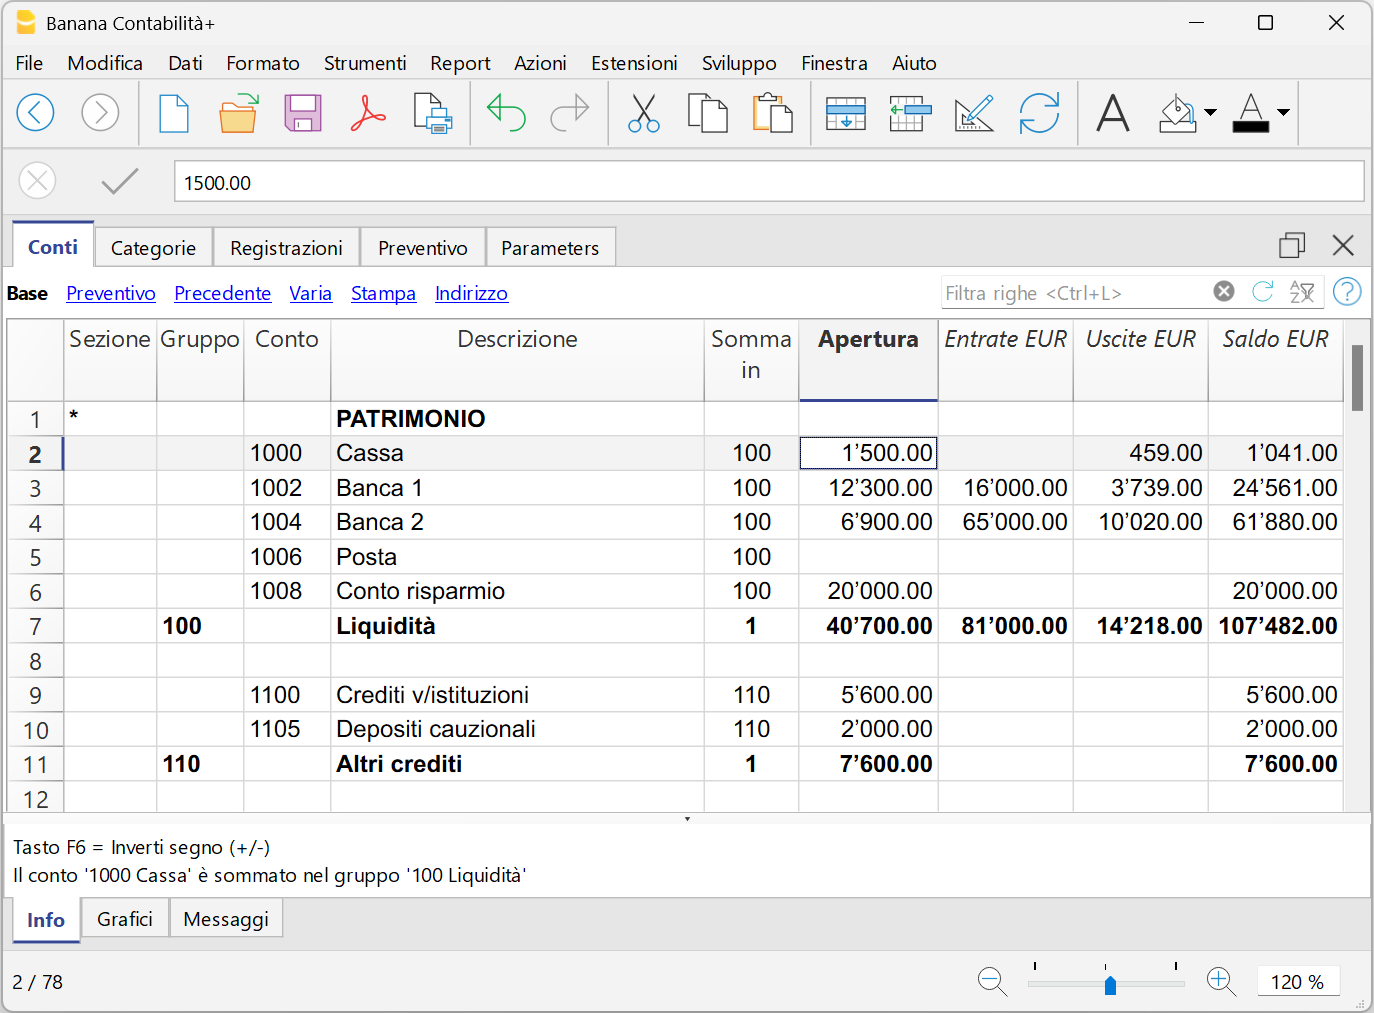 Banana Contabilità+
File Modifica Dati Formato Strumenti Report Azioni Estensioni Sviluppo Finestra Aiuto
1500.00
Conti Categorie Registrazioni Preventivo Parameters
Base Preventivo Precedente Varia Stampa Indirizzo Filtra righe <Ctrl+L>
Sezione Gruppo Conto Descrizione Somma in Apertura Entrate EUR Uscite EUR Saldo EUR
1 * PATRIMONIO
2 1000 Cassa 100 1’500.00 459.00 1’041.00
3 1002 Banca 1 100 12’300.00 16’000.00 3’739.00 24’561.00
4 1004 Banca 2 100 6’900.00 65’000.00 10’020.00 61’880.00
5 1006 Posta 100
6 1008 Conto risparmio 100 20’000.00 20’000.00
7 100 Liquidità 1 40’700.00 81’000.00 14’218.00 107’482.00
8
9 1100 Crediti v/istituzioni 110 5’600.00 5’600.00
10 1105 Depositi cauzionali 110 2’000.00 2’000.00
11 110 Altri crediti 1 7’600.00 7’600.00
12
Tasto F6 = Inverti segno (+/-)
Il conto '1000 Cassa' è sommato nel gruppo '100 Liquidità'
Info Grafici Messaggi
2 / 78 120 %